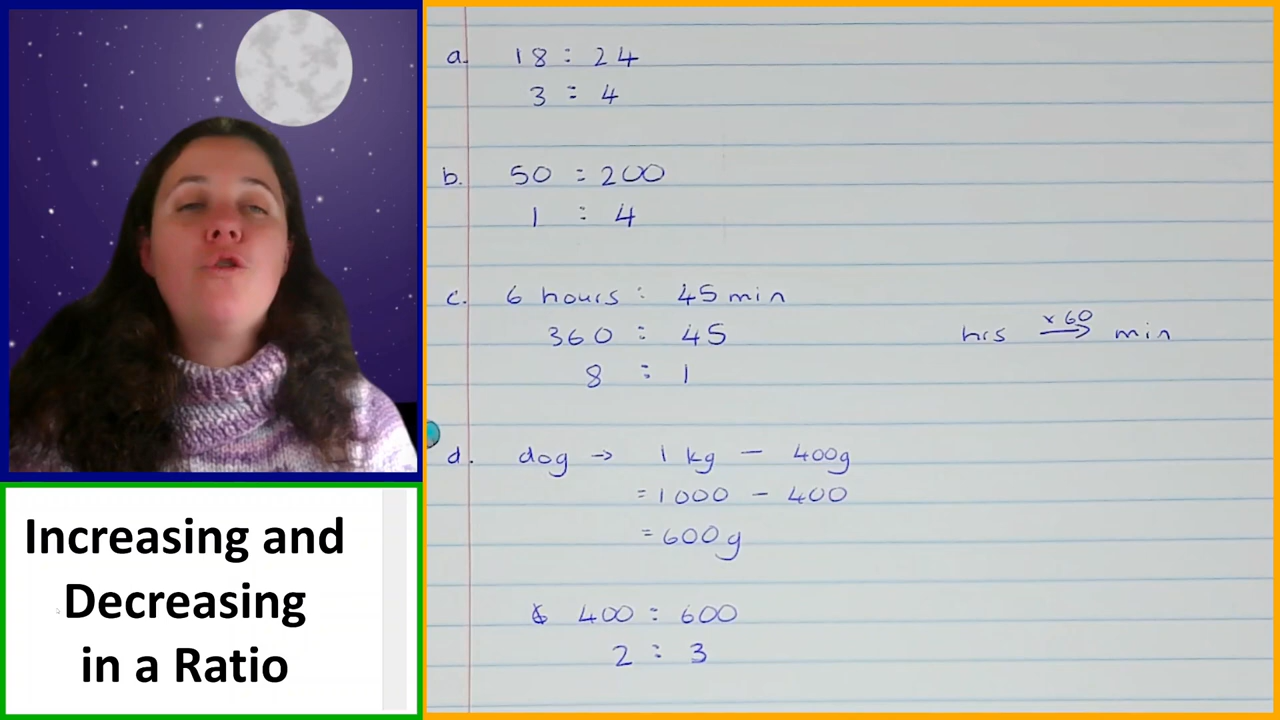 a. 18 : 24
3 : 4
b. 50 : 200
1 : 4
c. 6 hours : 45 min
360 : 45
hrs ×60→ min
8 : 1
d. dog → 1 kg − 400g
= 1000 − 400
= 600g
400 : 600
2 : 3
Increasing and
Decreasing
in a Ratio